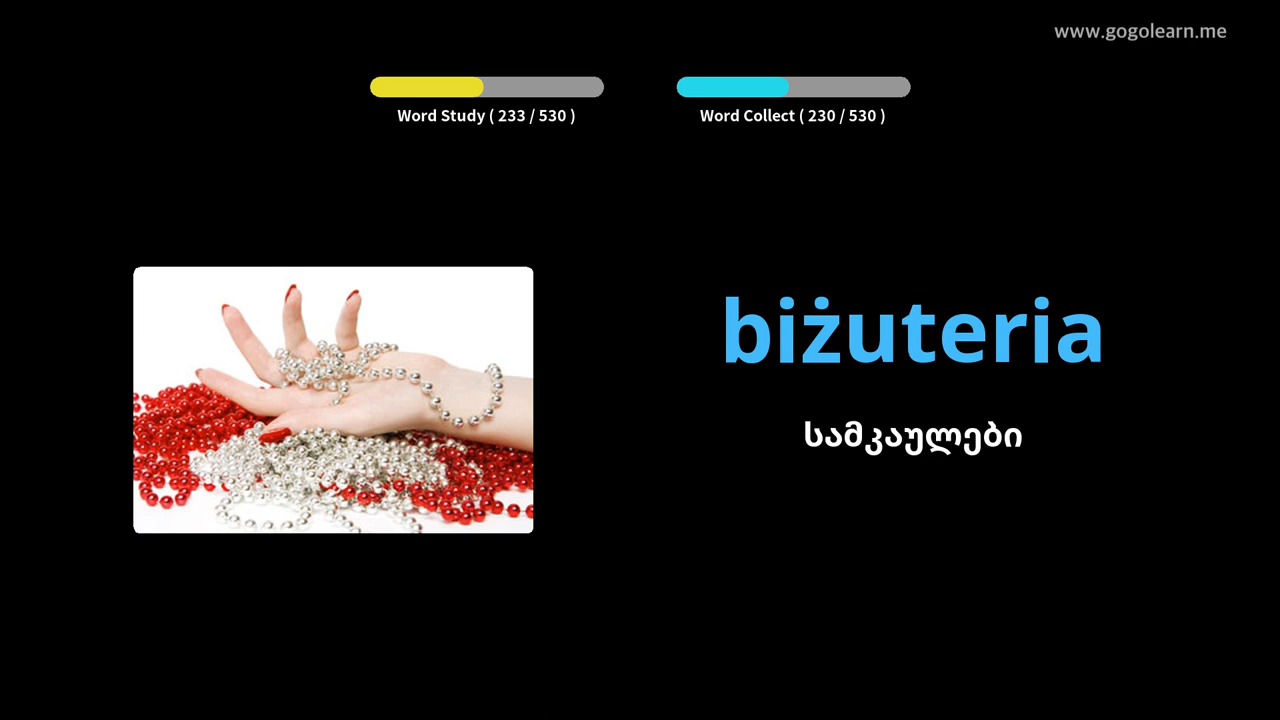 www.gogolearn.me
Word Study ( 233 / 530 )
Word Collect ( 230 / 530 )
biżuteria
სამკაულები